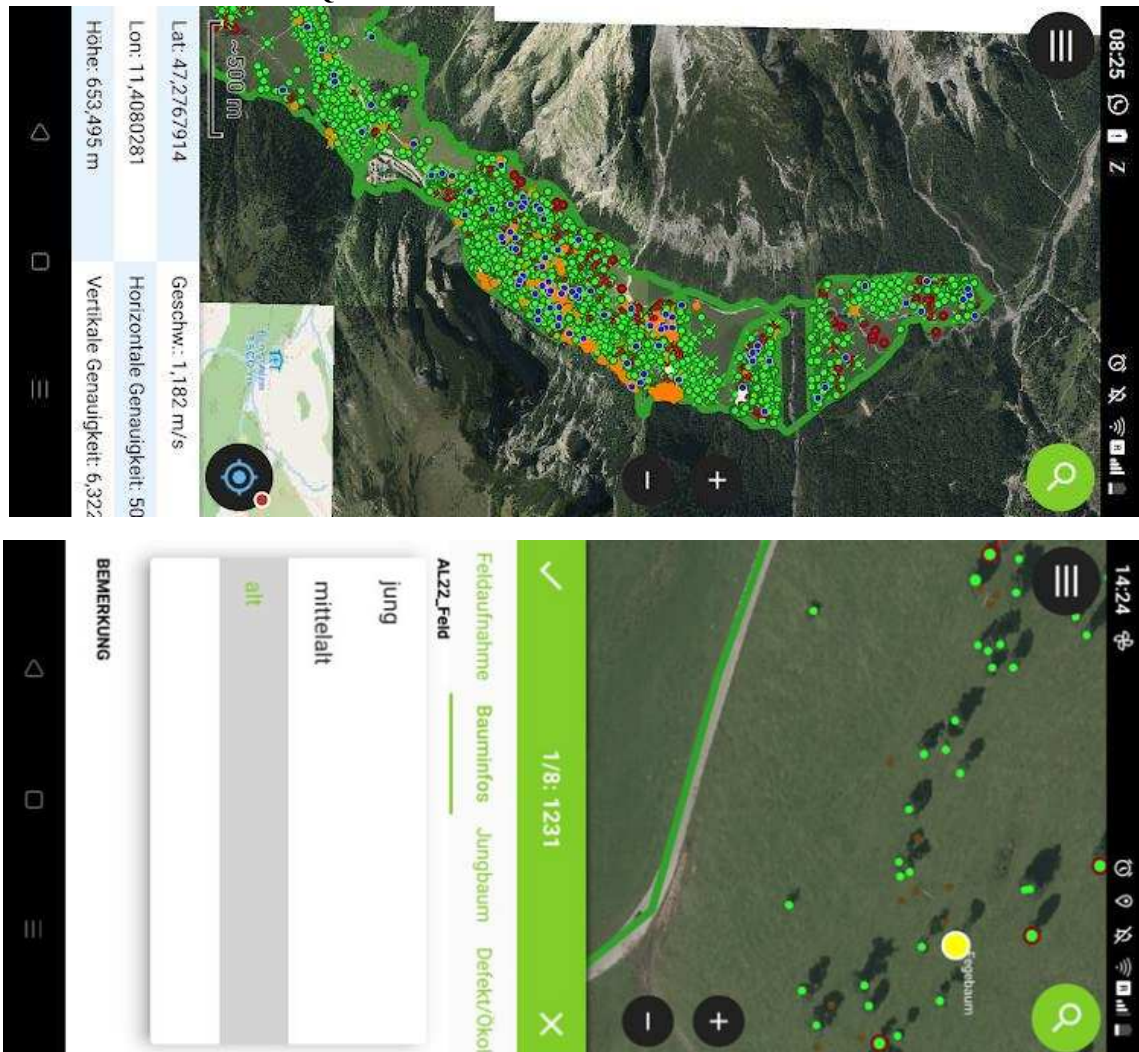 08:25
Z
R
~500 m
Lat: 47,2767914
Geschw.: 1,182 m/s
Lon: 11,4080281
Horizontale Genauigkeit: 50
Höhe: 653,495 m
Vertikale Genauigkeit: 6,322
14:24
R
Fegebaum
1/8: 1231
Feldaufnahme Bauminfos Jungbaum Defekt/Ökol
AL22_Feld
jung
mittelalt
alt
BEMERKUNG